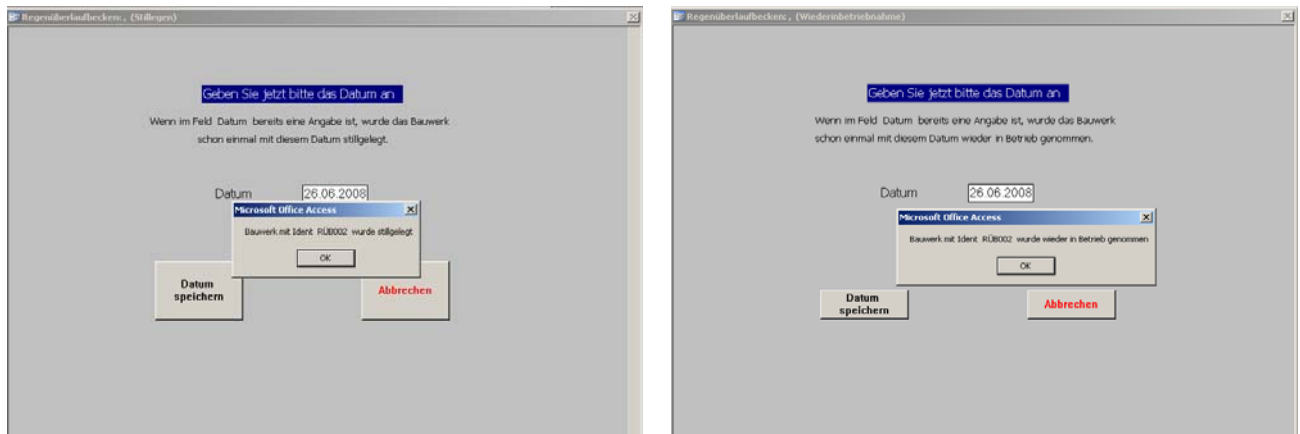 Regenüberlaufbecken: , (Stillegen)
Geben Sie jetzt bitte das Datum an
Wenn im Feld Datum bereits eine Angabe ist, wurde das Bauwerk
schon einmal mit diesem Datum stillgelegt.
Datum 26.06.2008
Microsoft Office Access
Bauwerk mit Ident RÜB002 wurde stillgelegt
OK
Datum
speichern
Abbrechen
Regenüberlaufbecken: , (Wiederinbetriebnahme)
Geben Sie jetzt bitte das Datum an
Wenn im Feld Datum bereits eine Angabe ist, wurde das Bauwerk
schon einmal mit diesem Datum wieder in Betrieb genommen.
Datum 26.06.2008
Microsoft Office Access
Bauwerk mit Ident RÜB002 wurde wieder in Betrieb genommen
OK
Datum
speichern
Abbrechen